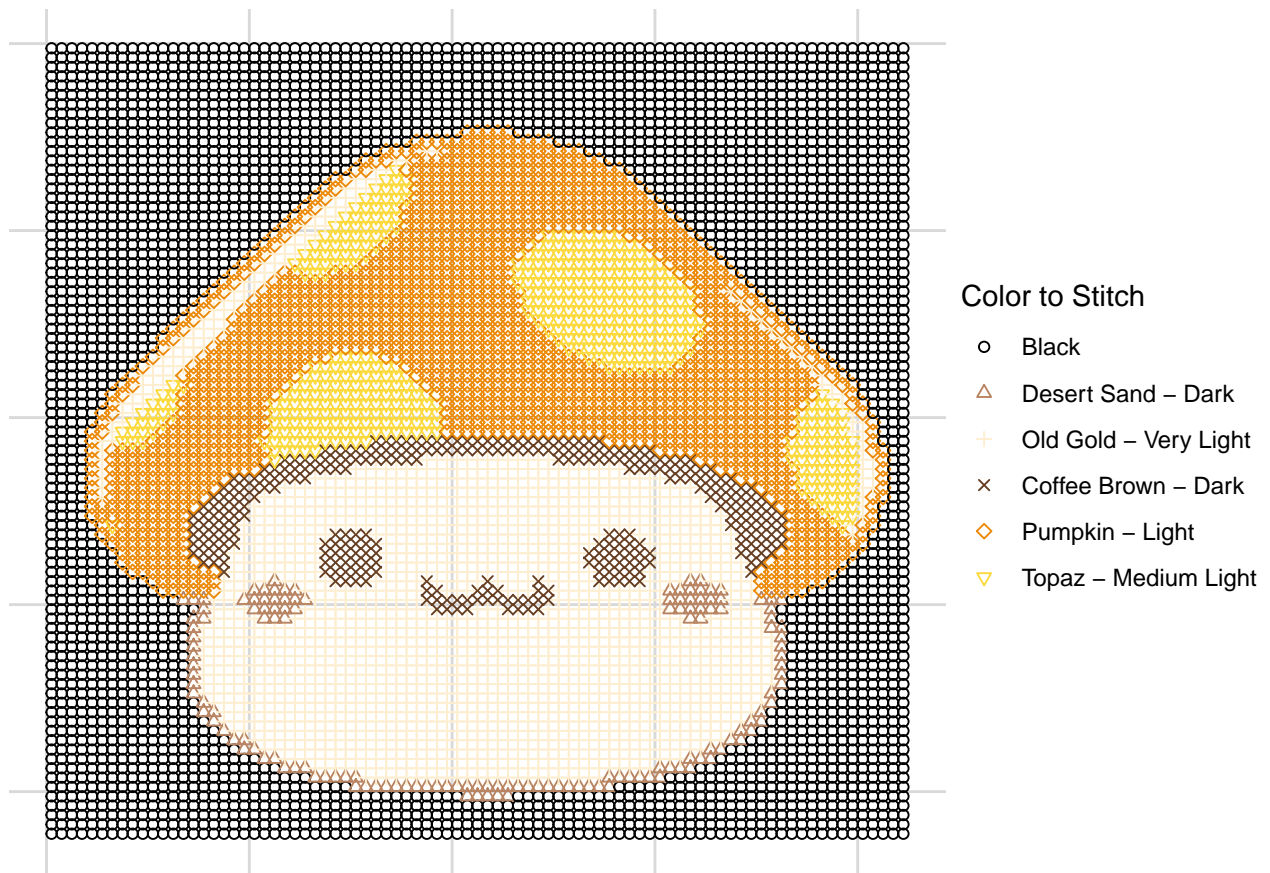 Color to Stitch
Black
Desert Sand – Dark
Old Gold – Very Light
Coffee Brown – Dark
Pumpkin – Light
Topaz – Medium Light